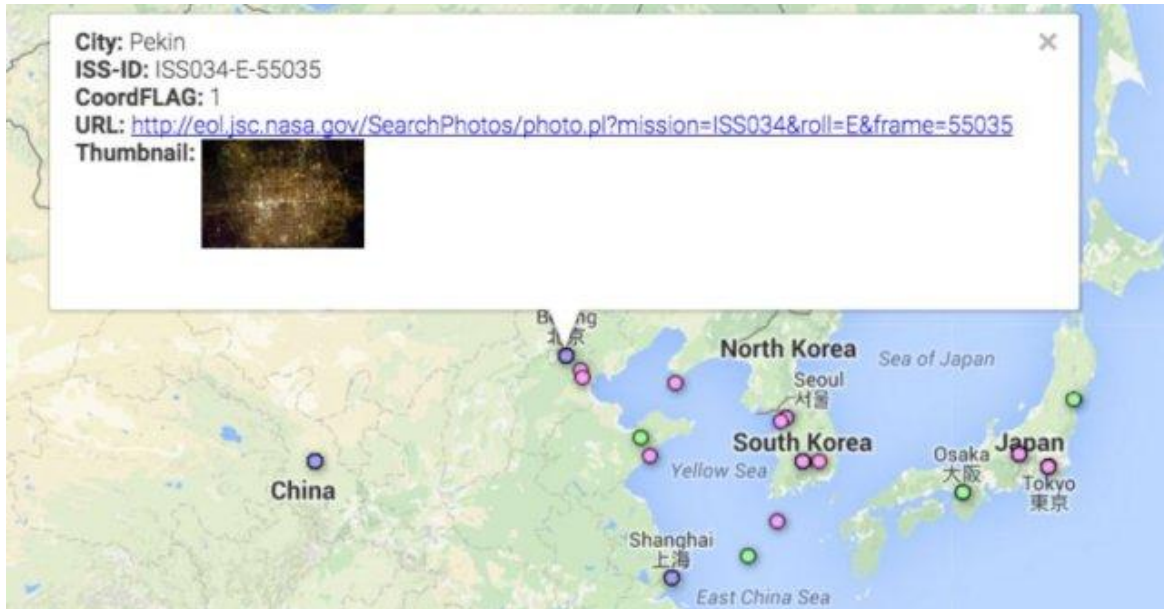 City: Pekin
ISS-ID: ISS034-E-55035
CoordFLAG: 1
URL: http://eol.jsc.nasa.gov/SearchPhotos/photo.pl?mission=ISS034&roll=E&frame=55035
Thumbnail:
×
北京
North Korea
Sea of Japan
Seoul
서울
South Korea
Osaka
大阪
Japan
Tokyo
東京
Yellow Sea
China
Shanghai
上海
East China Sea